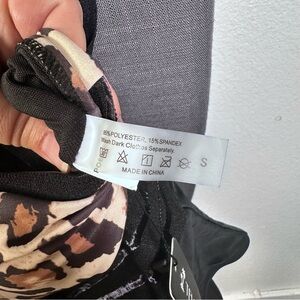 85%POLYESTER, 15%SPANDEX
Wash Dark Clothes Separately
S
MADE IN CHINA